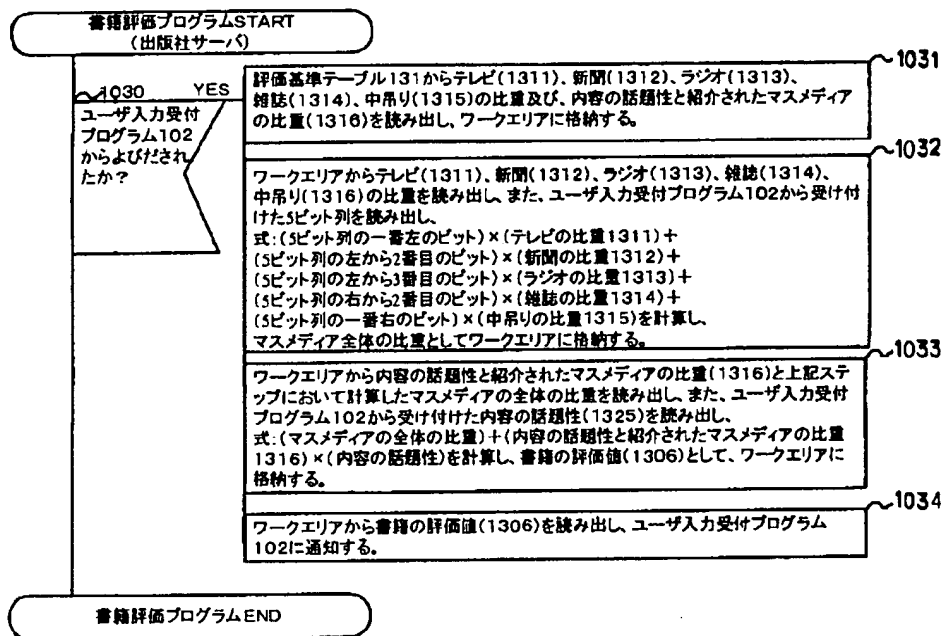 書籍評価プログラムSTART
(出版社サーバ)
1030
YES
ユーザ入力受付
プログラム102
からよびだされ
たか？
1031
評価基準テーブル131からテレビ(1311)、新聞(1312)、ラジオ(1313)、
雑誌(1314)、中吊り(1315)の比重及び、内容の話題性と紹介されたマスメディア
の比重(1316)を読み出し、ワークエリアに格納する。
1032
ワークエリアからテレビ(1311)、新聞(1312)、ラジオ(1313)、雑誌(1314)、
中吊り(1316)の比重を読み出し、また、ユーザ入力受付プログラム102から受け付
けた5ビット列を読み出し、
式:(5ビット列の一番左のビット)×(テレビの比重1311)+
(5ビット列の左から2番目のビット)×(新聞の比重1312)+
(5ビット列の左から3番目のビット)×(ラジオの比重1313)+
(5ビット列の右から2番目のビット)×(雑誌の比重1314)+
(5ビット列の一番右のビット)×(中吊りの比重1315)を計算し、
マスメディア全体の比重としてワークエリアに格納する。
1033
ワークエリアから内容の話題性と紹介されたマスメディアの比重(1316)と上記ステ
ップにおいて計算したマスメディアの全体の比重を読み出し、また、ユーザ入力受付
プログラム102から受け付けた内容の話題性(1325)を読み出し、
式:(マスメディアの全体の比重)+(内容の話題性と紹介されたマスメディアの比重
1316)×(内容の話題性)を計算し、書籍の評価値(1306)として、ワークエリアに
格納する。
1034
ワークエリアから書籍の評価値(1306)を読み出し、ユーザ入力受付プログラム
102に通知する。
書籍評価プログラムEND